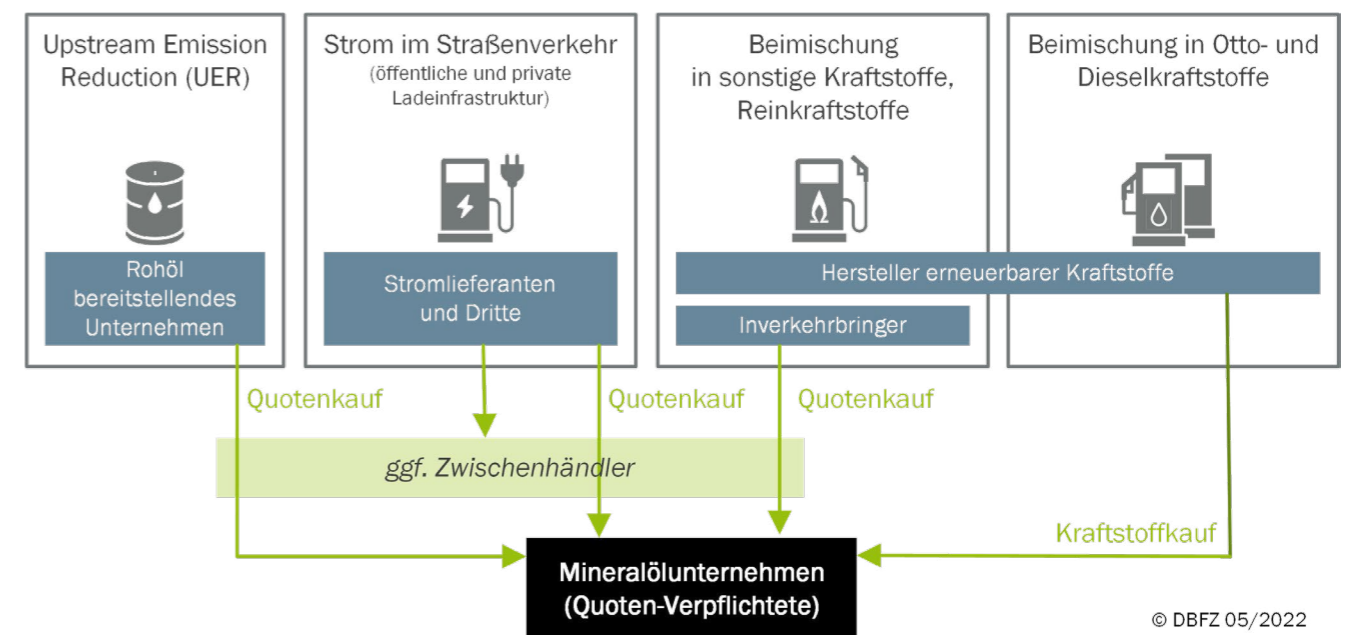 Upstream Emission
Reduction (UER)
Rohöl
bereitstellendes
Unternehmen
Strom im Straßenverkehr
(öffentliche und private
Ladeinfrastruktur)
Stromlieferanten
und Dritte
Beimischung
in sonstige Kraftstoffe,
Reinkraftstoffe
Beimischung in Otto- und
Dieselkraftstoffe
Hersteller erneuerbarer Kraftstoffe
Inverkehrbringer
Quotenkauf
Quotenkauf
Quotenkauf
ggf. Zwischenhändler
Kraftstoffkauf
Mineralölunternehmen
(Quoten-Verpflichtete)
© DBFZ 05/2022